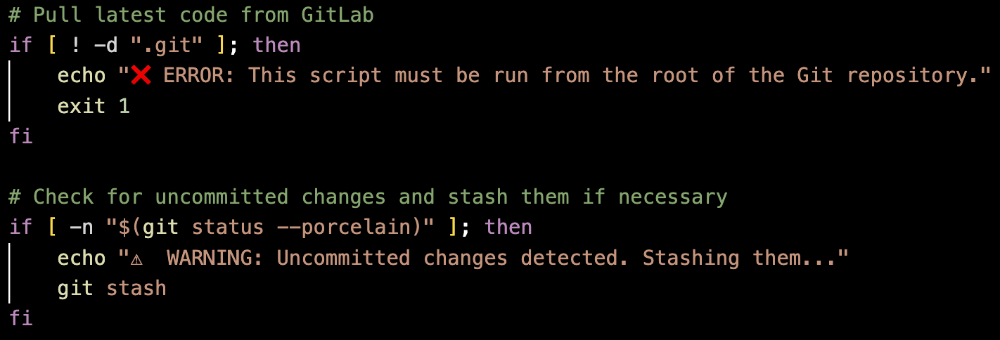 # Pull latest code from GitLab
if [ ! -d ".git" ]; then
    echo "❌ ERROR: This script must be run from the root of the Git repository."
    exit 1
fi

# Check for uncommitted changes and stash them if necessary
if [ -n "$(git status --porcelain)" ]; then
    echo "⚠  WARNING: Uncommitted changes detected. Stashing them..."
    git stash
fi